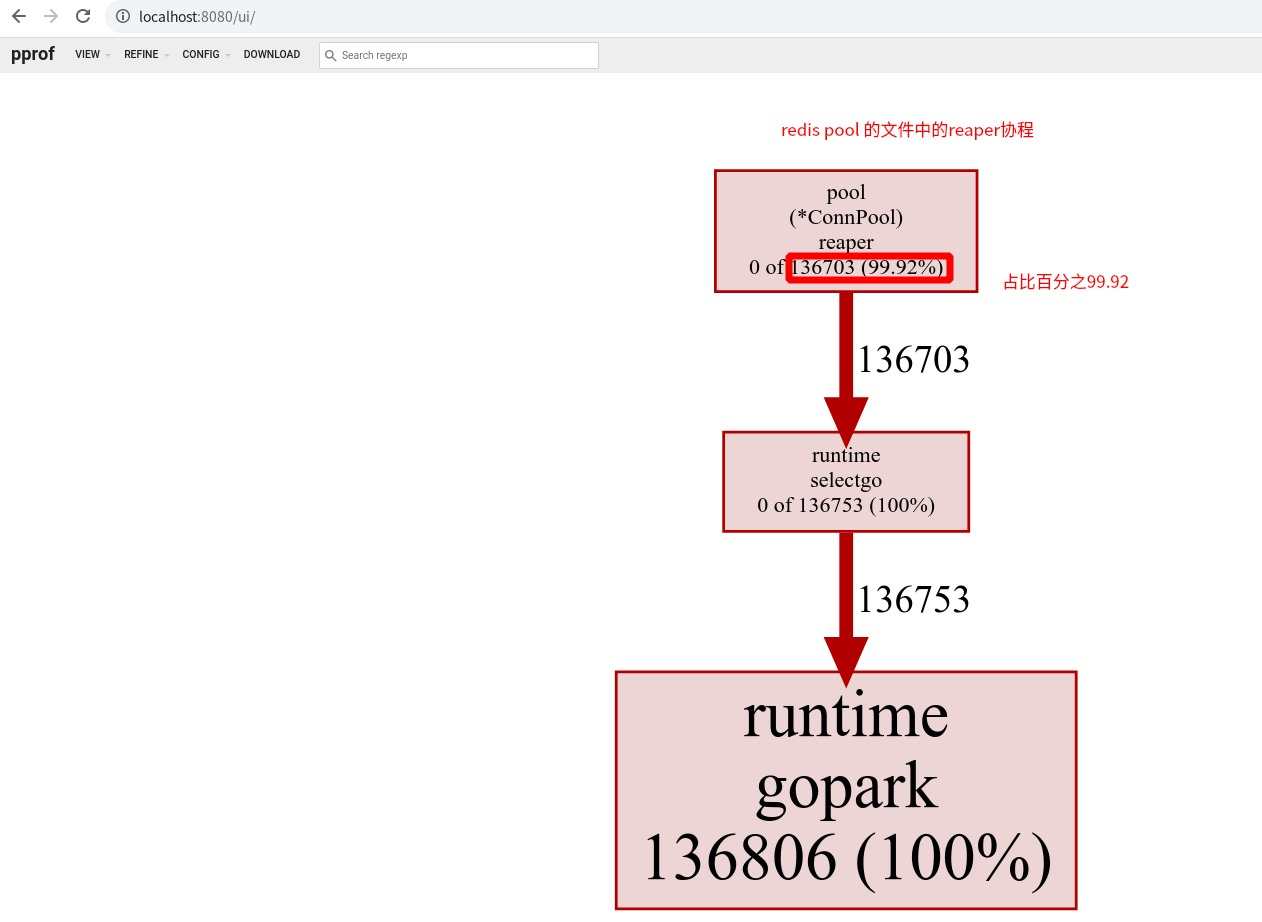 localhost:8080/ui/
pprof VIEW REFINE CONFIG DOWNLOAD Search regexp
redis pool 的文件中的reaper协程
pool
(*ConnPool)
reaper
0 of 136703 (99.92%)
占比百分之99.92
136703
runtime
selectgo
0 of 136753 (100%)
136753
runtime
gopark
136806 (100%)